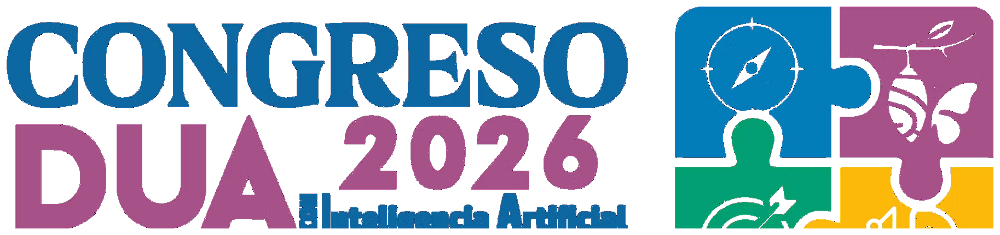 CONGRESO
DUA 2026
con Inteligencia Artificial